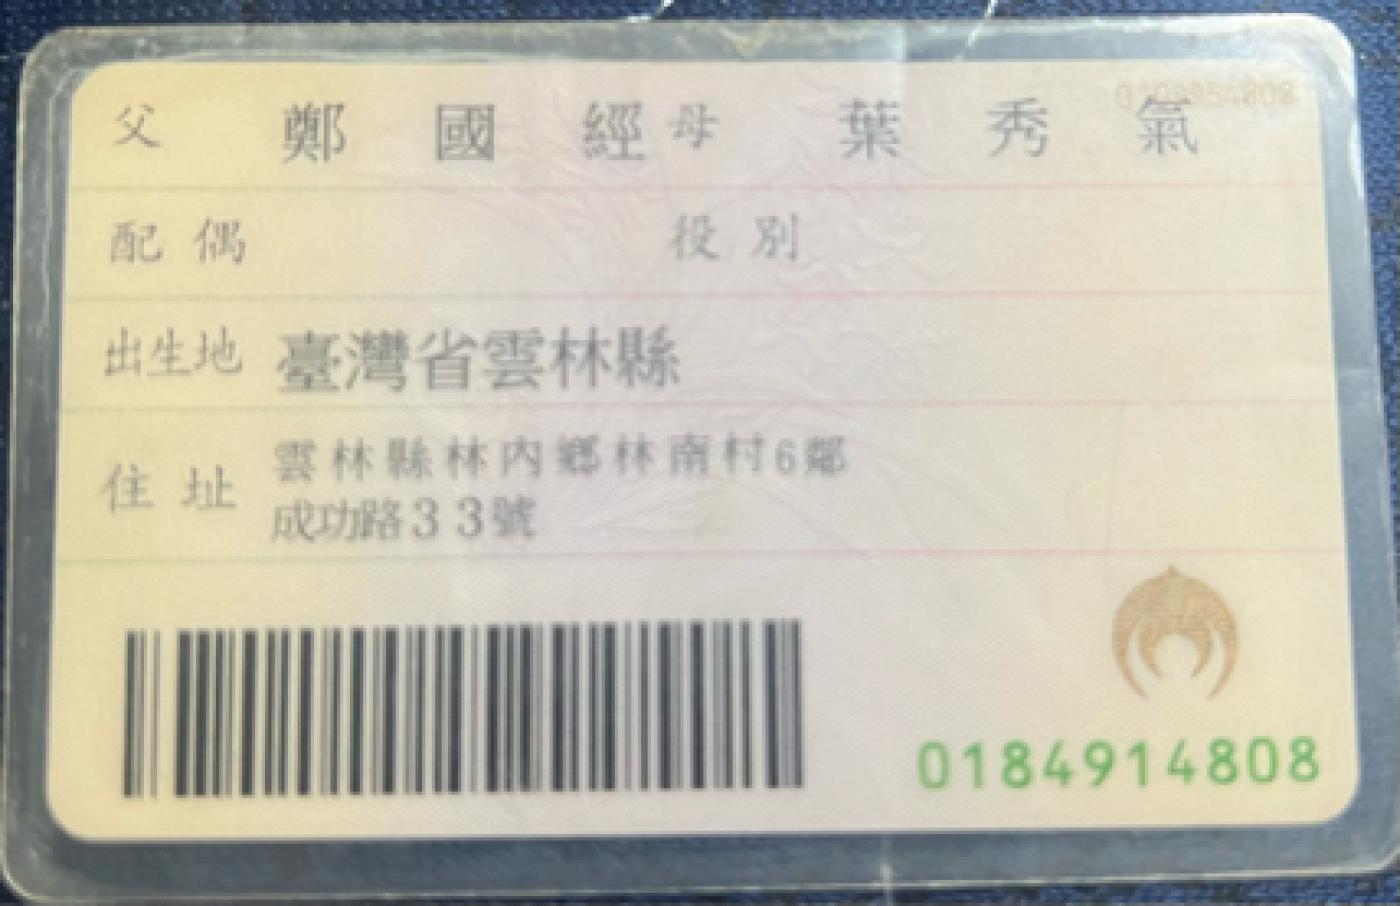 父 鄭國經 母 葉秀氣
配偶 役別
出生地 臺灣省雲林縣
住址 雲林縣林內鄉林南村6鄰
成功路33號
0184914808